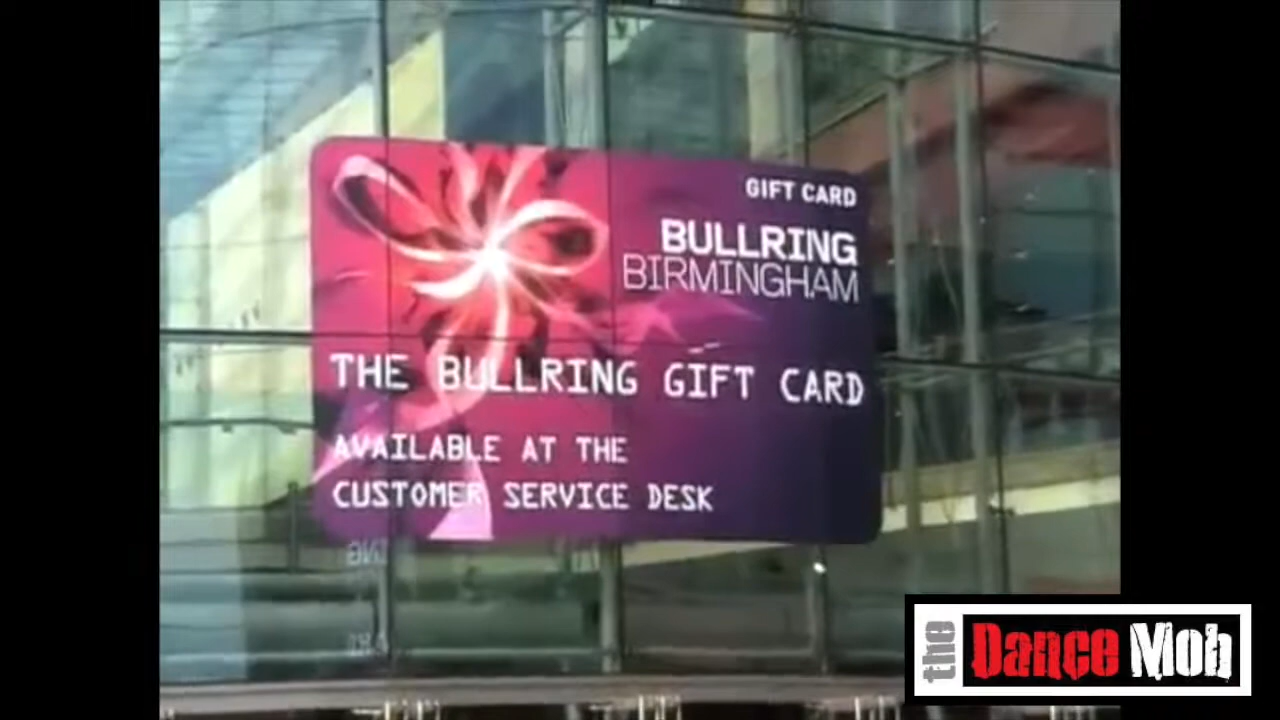 GIFT CARD
BULLRING
BIRMINGHAM
THE BULLRING GIFT CARD
AVAILABLE AT THE
CUSTOMER SERVICE DESK
the Dance Mob